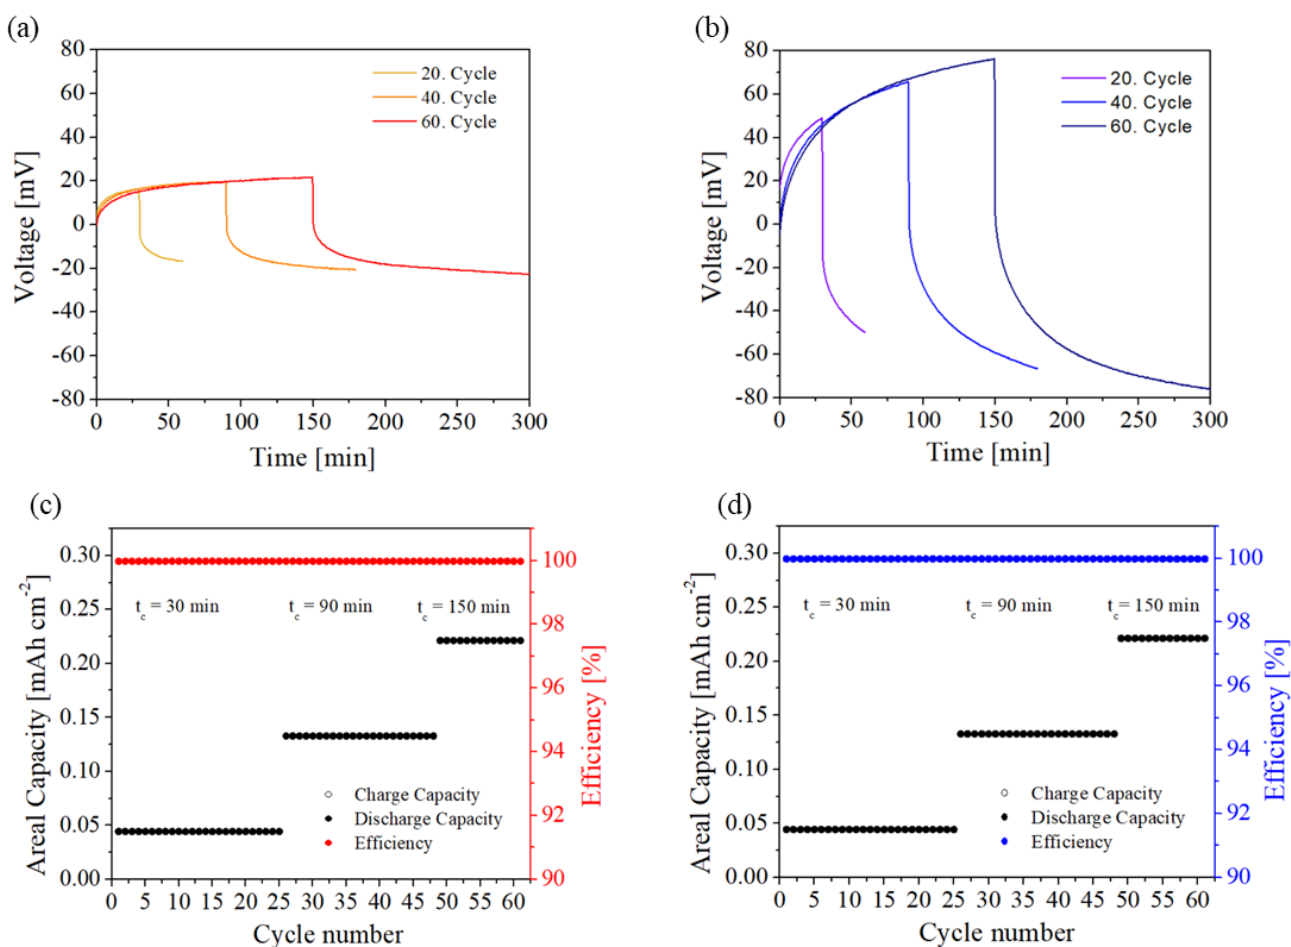 (a)
80
60
40
20
0
-20
-40
-60
-80
Voltage [mV]
20. Cycle
40. Cycle
60. Cycle
0 50 100 150 200 250 300
Time [min]
(b)
80
60
40
20
0
-20
-40
-60
-80
Voltage [mV]
20. Cycle
40. Cycle
60. Cycle
0 50 100 150 200 250 300
Time [min]
(c)
0.30
0.25
0.20
0.15
0.10
0.05
0.00
Areal Capacity [mAh cm⁻²]
t_c = 30 min t_c = 90 min t_c = 150 min
Charge Capacity
Discharge Capacity
Efficiency
100
98
96
94
92
90
Efficiency [%]
0 5 10 15 20 25 30 35 40 45 50 55 60
Cycle number
(d)
0.30
0.25
0.20
0.15
0.10
0.05
0.00
Areal Capacity [mAh cm⁻²]
t_c = 30 min t_c = 90 min t_c = 150 min
Charge Capacity
Discharge Capacity
Efficiency
100
98
96
94
92
90
Efficiency [%]
0 5 10 15 20 25 30 35 40 45 50 55 60
Cycle number